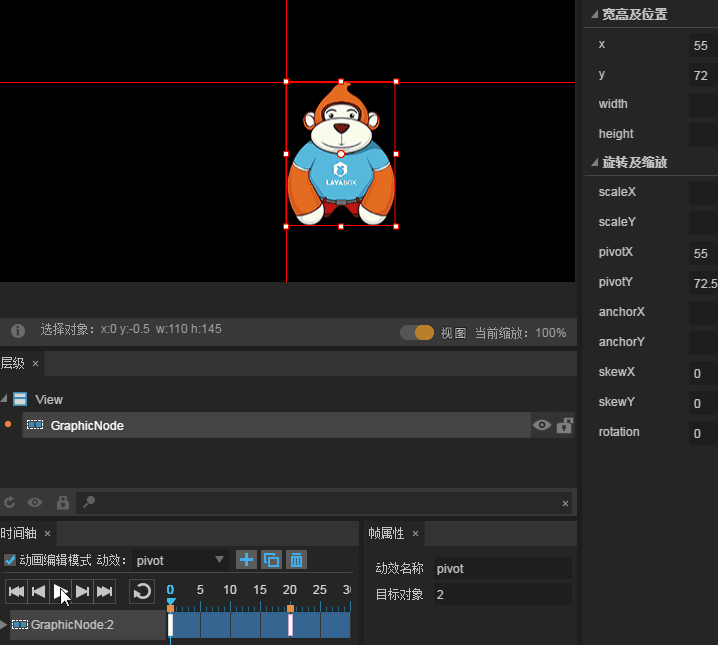 宽高及位置
x 55
y 72
width
height
旋转及缩放
scaleX
scaleY
pivotX 55
pivotY 72.5
anchorX
anchorY
skewX 0
skewY 0
rotation 0
LAYABOX
选择对象: x:0 y:-0.5 w:110 h:145
视图 当前缩放: 100%
层级 ×
View
GraphicNode
×
时间轴 ×
动画编辑模式 动效: pivot
0 5 10 15 20 25
GraphicNode:2
帧属性 ×
动效名称 pivot
目标对象 2